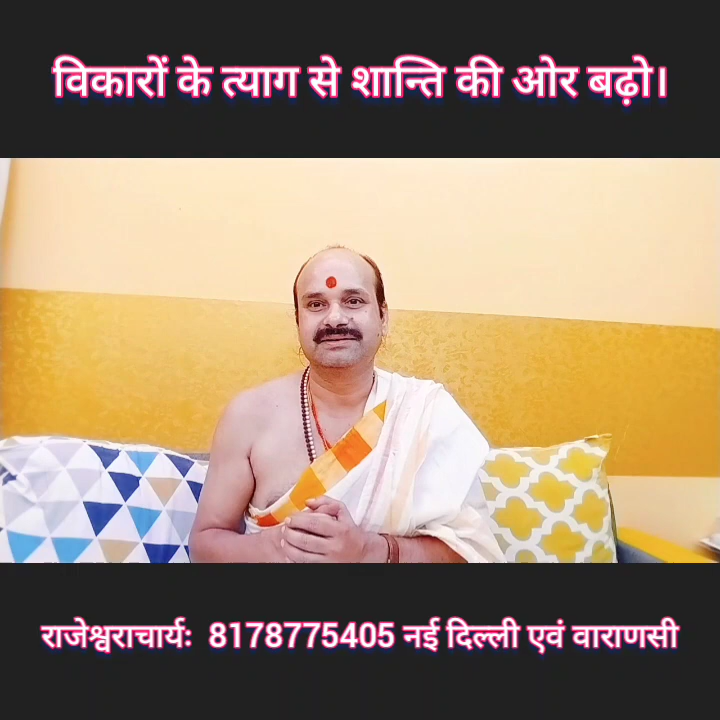 विकारों के त्याग से शान्ति की ओर बढ़ो।
राजेश्वराचार्यः 8178775405 नई दिल्ली एवं वाराणसी